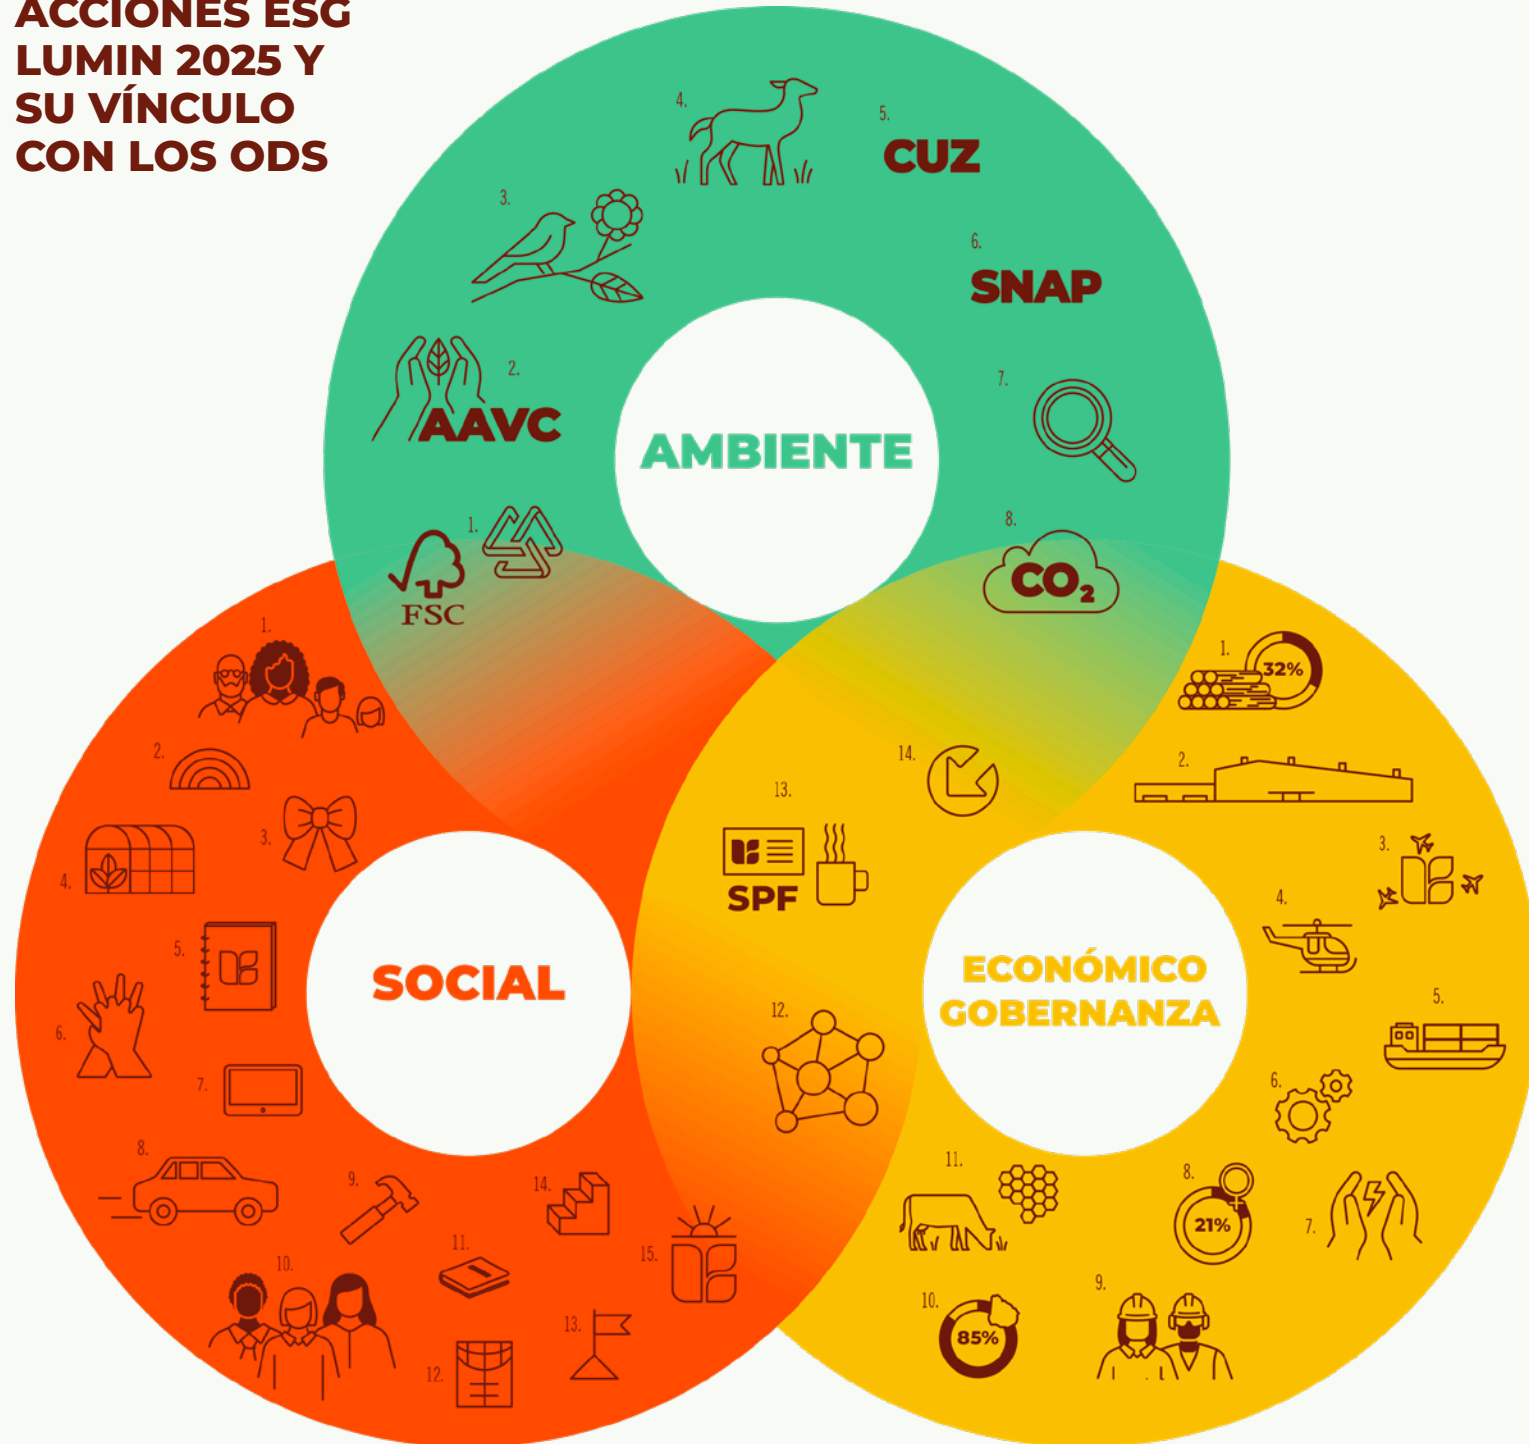 ACCIONES ESG
LUMIN 2025 Y
SU VÍNCULO
CON LOS ODS
4.
5.
CUZ
3.
6.
SNAP
2.
AAVC
7.
AMBIENTE
1.
FSC
8.
CO₂
1.
2.
3.
4.
5.
6.
7.
8.
9.
10.
11.
12.
13.
14.
15.
SOCIAL
1.
32%
2.
3.
4.
5.
6.
7.
8.
21%
9.
10.
85%
11.
12.
13.
SPF
14.
ECONÓMICO
GOBERNANZA